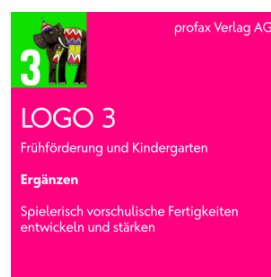 profax Verlag AG
3
LOGO 3
Frühförderung und Kindergarten
Ergänzen
Spielerisch vorschulische Fertigkeiten
entwickeln und stärken